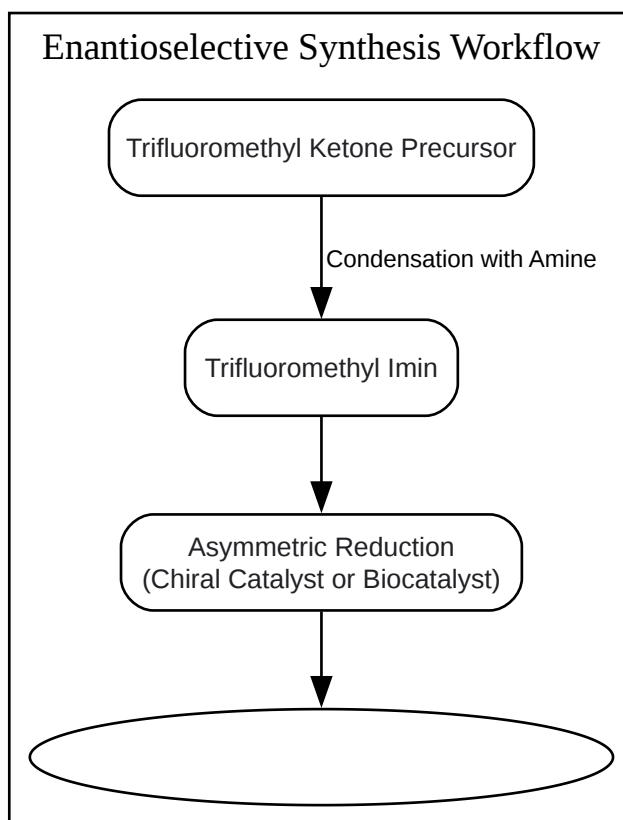 Enantioselective Synthesis Workflow
Trifluoromethyl Ketone Precursor
Condensation with Amine
Trifluoromethyl Imin
Asymmetric Reduction
(Chiral Catalyst or Biocatalyst)